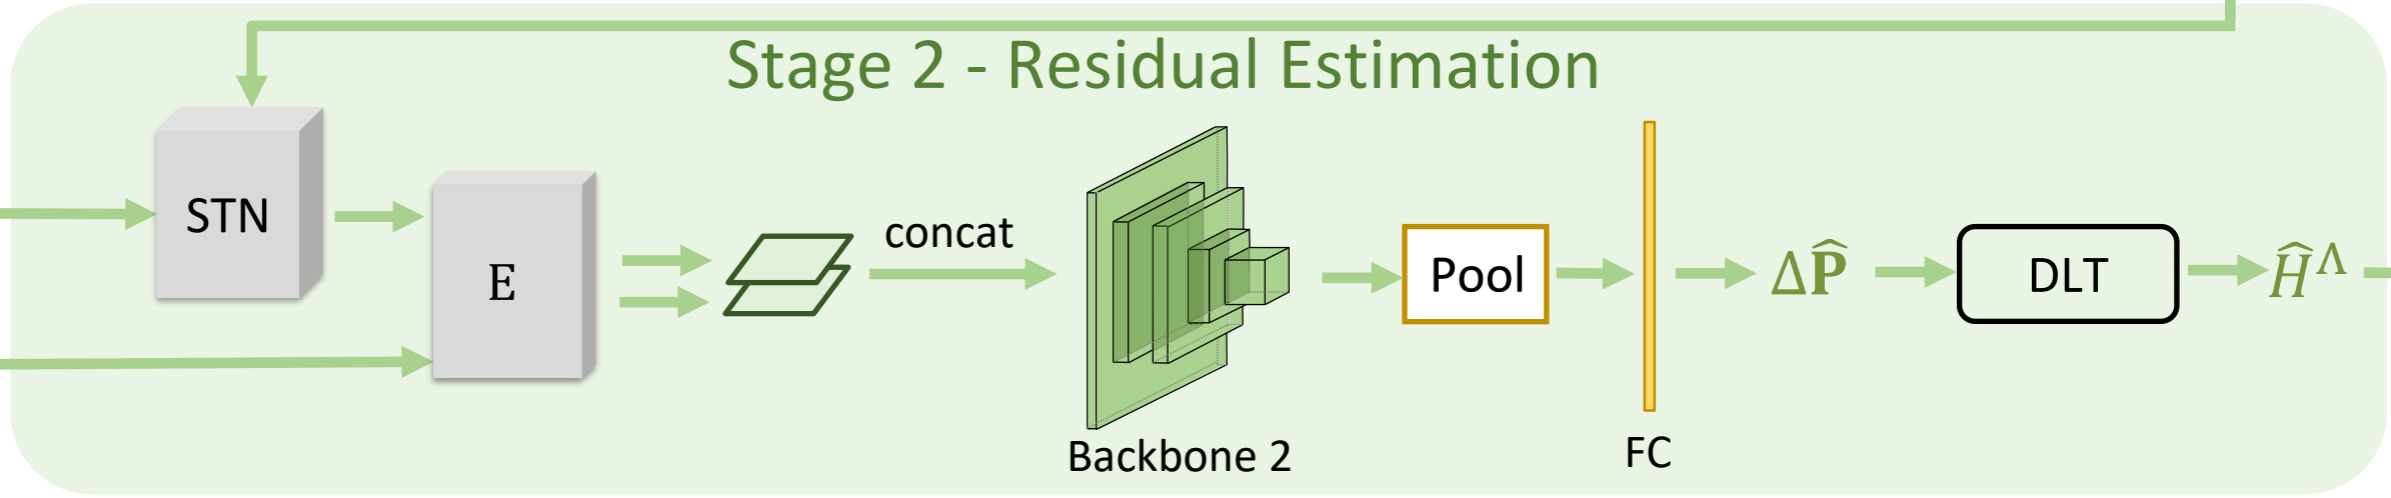 Stage 2 - Residual Estimation
STN
E
concat
Backbone 2
Pool
FC
ΔP̂
DLT
Ĥ^Λ